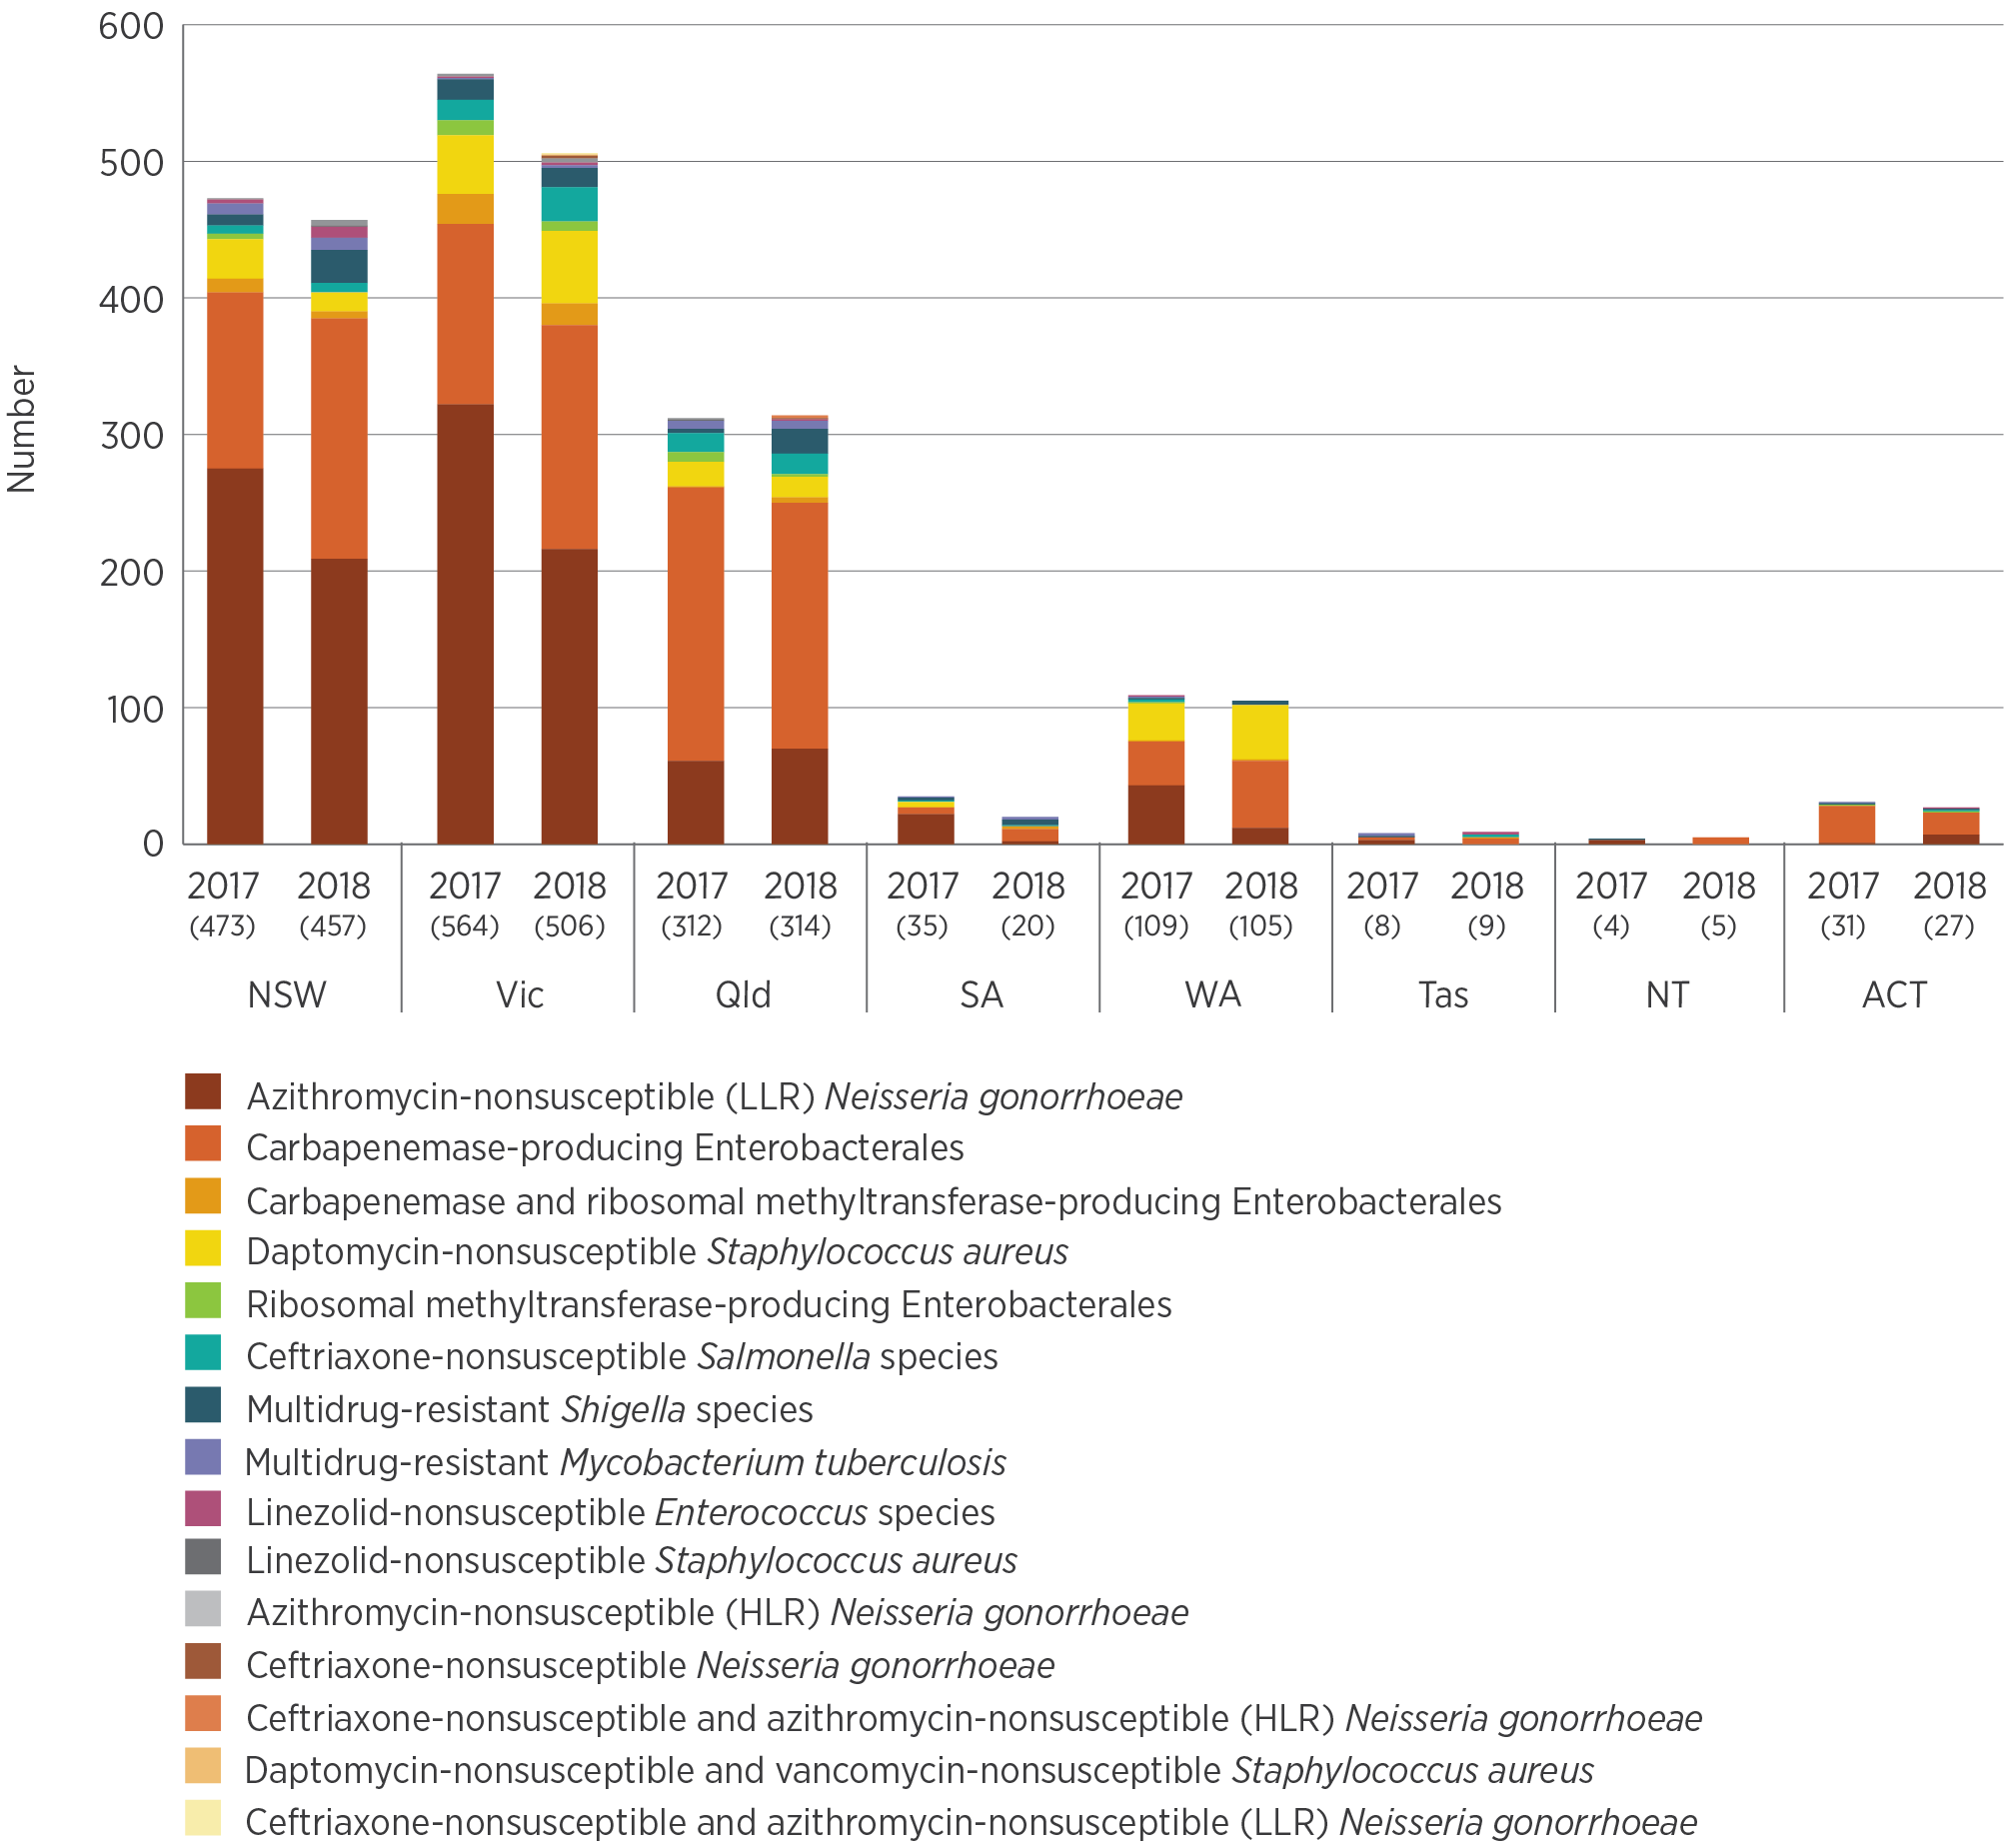 600
500
400
300
200
100
0
Number
2017 2018 2017 2018 2017 2018 2017 2018 2017 2018 2017 2018 2017 2018 2017 2018
(473) (457) (564) (506) (312) (314) (35) (20) (109) (105) (8) (9) (4) (5) (31) (27)
NSW Vic Qld SA WA Tas NT ACT
Azithromycin-nonsusceptible (LLR) Neisseria gonorrhoeae
Carbapenemase-producing Enterobacterales
Carbapenemase and ribosomal methyltransferase-producing Enterobacterales
Daptomycin-nonsusceptible Staphylococcus aureus
Ribosomal methyltransferase-producing Enterobacterales
Ceftriaxone-nonsusceptible Salmonella species
Multidrug-resistant Shigella species
Multidrug-resistant Mycobacterium tuberculosis
Linezolid-nonsusceptible Enterococcus species
Linezolid-nonsusceptible Staphylococcus aureus
Azithromycin-nonsusceptible (HLR) Neisseria gonorrhoeae
Ceftriaxone-nonsusceptible Neisseria gonorrhoeae
Ceftriaxone-nonsusceptible and azithromycin-nonsusceptible (HLR) Neisseria gonorrhoeae
Daptomycin-nonsusceptible and vancomycin-nonsusceptible Staphylococcus aureus
Ceftriaxone-nonsusceptible and azithromycin-nonsusceptible (LLR) Neisseria gonorrhoeae